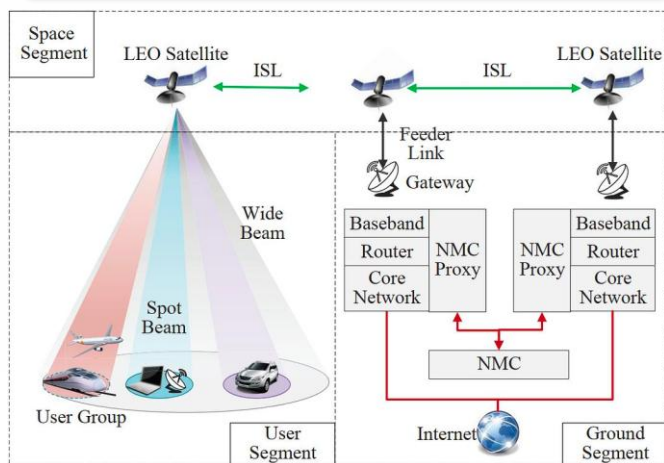 Space
Segment
LEO Satellite
ISL
ISL
LEO Satellite
Feeder
Link
Gateway
Wide
Beam
Spot
Beam
User Group
User
Segment
Baseband
Router
Core
Network
NMC
Proxy
NMC
Proxy
Baseband
Router
Core
Network
NMC
Internet
Ground
Segment